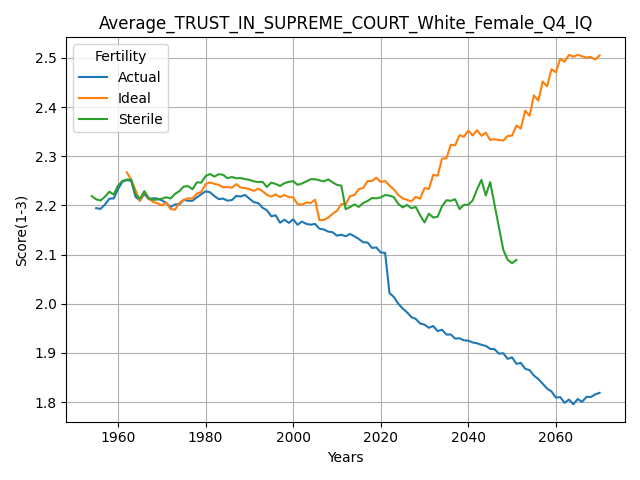 Average_TRUST_IN_SUPREME_COURT_White_Female_Q4_IQ
Fertility
Actual
Ideal
Sterile
Score(1-3)
2.5
2.4
2.3
2.2
2.1
2.0
1.9
1.8
1960 1980 2000 2020 2040 2060
Years